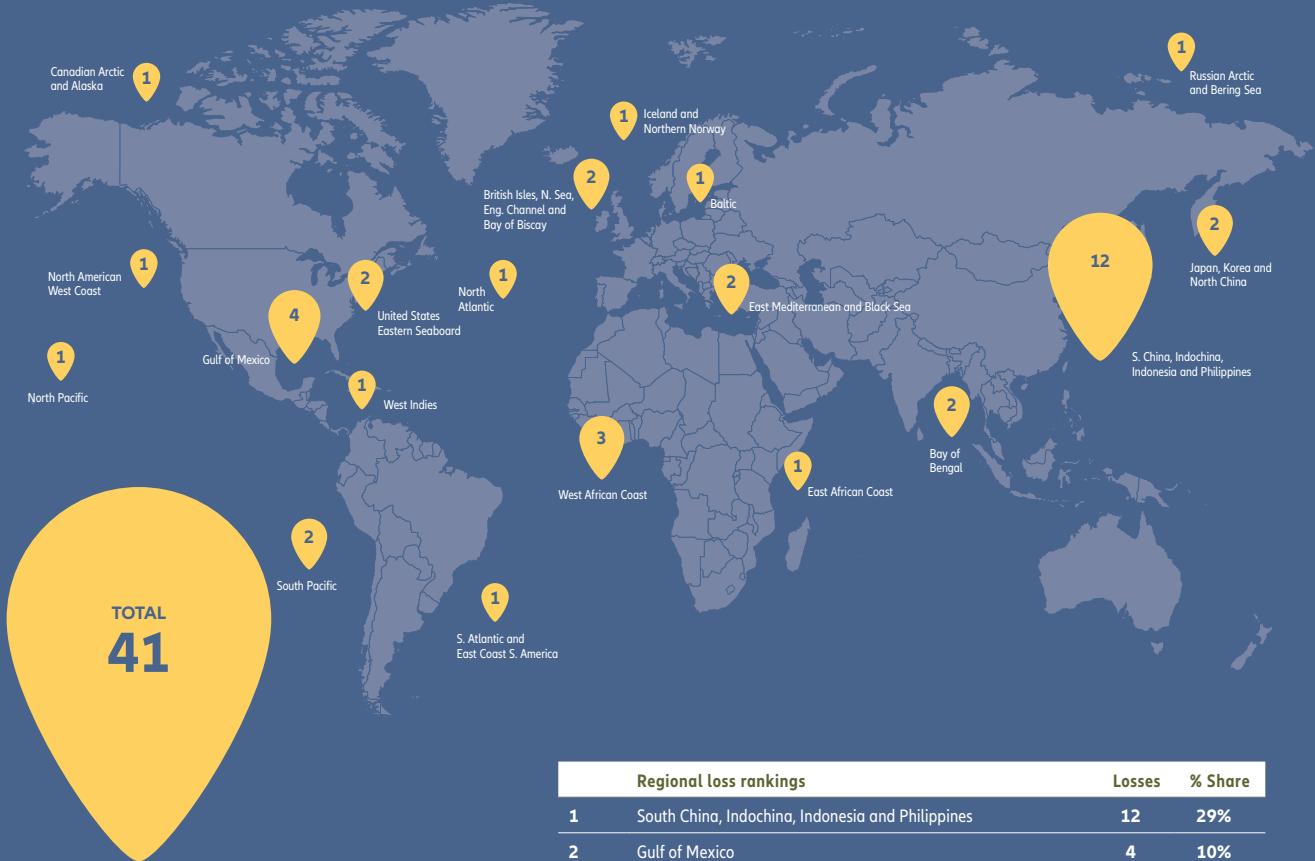 1
Canadian Arctic
and Alaska
1
Russian Arctic
and Bering Sea
1
Iceland and
Northern Norway
2
British Isles, N. Sea,
Eng. Channel and
Bay of Biscay
1
Baltic
12
S. China, Indochina,
Indonesia and Philippines
2
Japan, Korea and
North China
1
North American
West Coast
2
United States
Eastern Seaboard
1
North
Atlantic
2
East Mediterranean and Black Sea
4
Gulf of Mexico
1
North Pacific
1
West Indies
3
West African Coast
1
East African Coast
2
Bay of
Bengal
2
South Pacific
1
S. Atlantic and
East Coast S. America
TOTAL
41
Regional loss rankings Losses % Share
1 South China, Indochina, Indonesia and Philippines 12 29%
2 Gulf of Mexico 4 10%